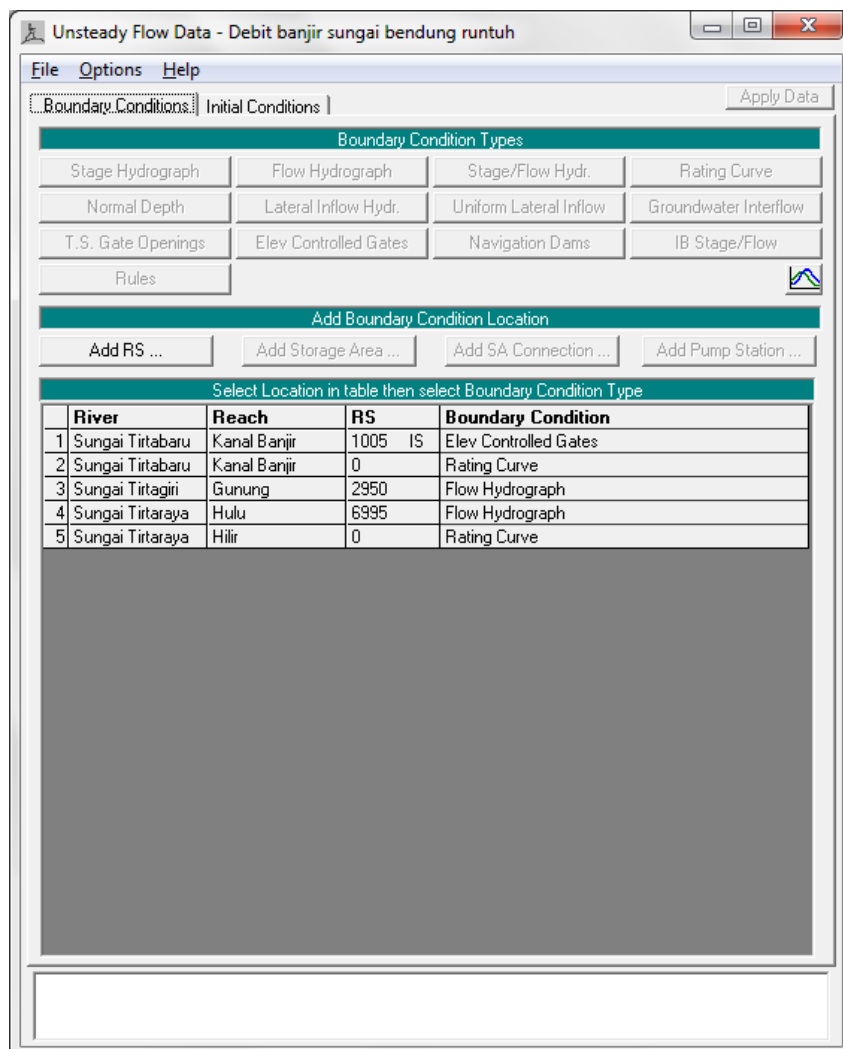 Unsteady Flow Data - Debit banjir sungai bendung runtuh
File Options Help
Boundary Conditions Initial Conditions Apply Data
Boundary Condition Types
Stage Hydrograph Flow Hydrograph Stage/Flow Hydr. Rating Curve
Normal Depth Lateral Inflow Hydr. Uniform Lateral Inflow Groundwater Interflow
T.S. Gate Openings Elev Controlled Gates Navigation Dams IB Stage/Flow
Rules
Add Boundary Condition Location
Add RS ... Add Storage Area ... Add SA Connection ... Add Pump Station ...
Select Location in table then select Boundary Condition Type
River Reach RS Boundary Condition
1 Sungai Tirtabaru Kanal Banjir 1005 IS Elev Controlled Gates
2 Sungai Tirtabaru Kanal Banjir 0 Rating Curve
3 Sungai Tirtagiri Gunung 2950 Flow Hydrograph
4 Sungai Tirtaraya Hulu 6995 Flow Hydrograph
5 Sungai Tirtaraya Hilir 0 Rating Curve